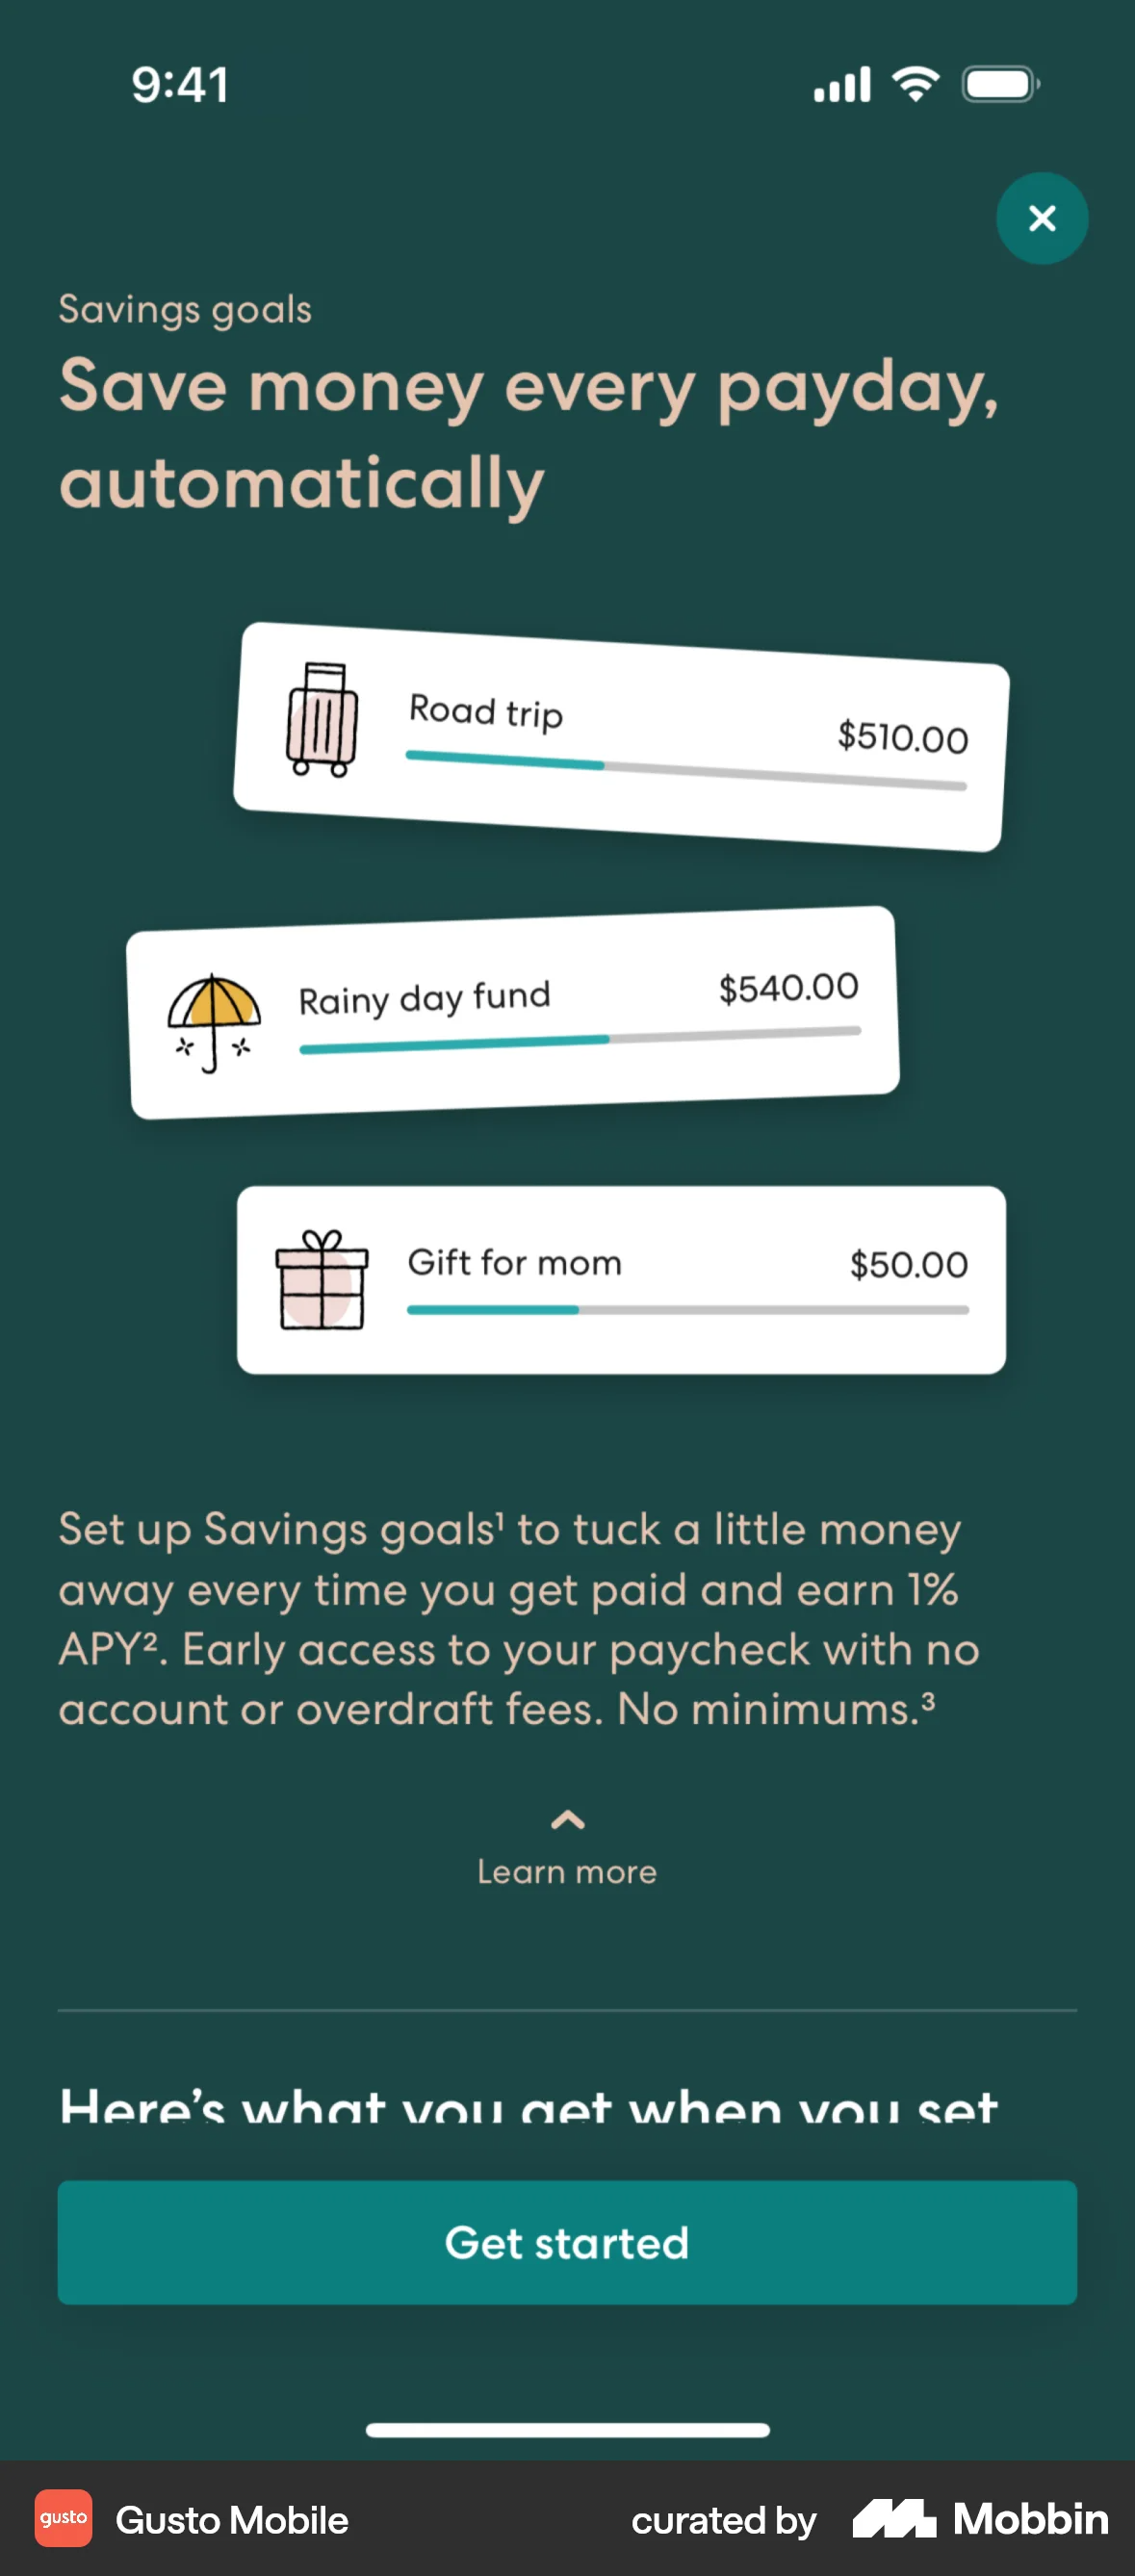 9:41
Savings goals
Save money every payday,
automatically
Road trip
$510.00
Rainy day fund
$540.00
Gift for mom
$50.00
Set up Savings goals¹ to tuck a little money
away every time you get paid and earn 1%
APY². Early access to your paycheck with no
account or overdraft fees. No minimums.³
Learn more
Here’s what you get when you set
Get started
gusto
Gusto Mobile
curated by
Mobbin